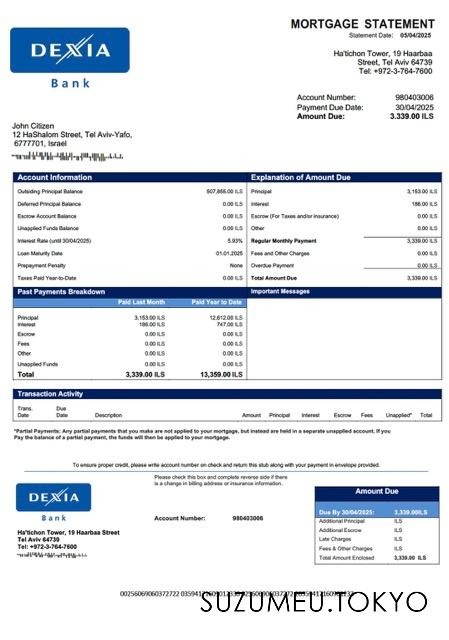 DEXIA
Bank
MORTGAGE STATEMENT
Statement Date: 05/04/2025
Ha'tichon Tower, 19 Haarbaa
Street, Tel Aviv 64739
Tel: +972-3-764-7600
Account Number: 980403006
Payment Due Date: 30/04/2025
Amount Due: 3.339.00 ILS
John Citizen
12 HaShalom Street, Tel Aviv-Yafo,
6777701, Israel
Account Information
Outsiding Principal Balance 507,855.00 ILS
Deferred Principal Balance 0.00 ILS
Escrow Account Balance 0.00 ILS
Unapplied Funds Balance 0.00 ILS
Interest Rate (until 30/04/2025) 5.93%
Loan Maturity Date 01.01.2025
Prepayment Penalty None
Taxes Paid Year-to-Date 0.00 ILS
Explanation of Amount Due
Principal 3,153.00 ILS
Interest 186.00 ILS
Escrow (For Taxes and/or insurance) 0.00 ILS
Other 0.00 ILS
Regular Monthly Payment 3,339.00 ILS
Fees and Other Charges 0.00 ILS
Overdue Payment 0.00 ILS
Total Amount Due 3,339.00 ILS
Past Payments Breakdown
Paid Last Month Paid Year to Date
Principal 3,153.00 ILS 12,612.00 ILS
Interest 186.00 ILS 747.00 ILS
Escrow 0.00 ILS 0.00 ILS
Fees 0.00 ILS 0.00 ILS
Other 0.00 ILS 0.00 ILS
Unapplied Funds 0.00 ILS 0.00 ILS
Total 3,339.00 ILS 13,359.00 ILS
Important Messages
Transaction Activity
Trans. Date Due Date Description Amount Principal Interest Escrow Fees Unapplied* Total
*Partial Payments: Any partial payments that you make are not applied to your mortgage, but instead are held in a separate unapplied account. If you
Pay the balance of a partial payment, the funds will then be applied to your mortgage.
To ensure proper credit, please write account number on check and return this stub along with your payment in envelope provided.
Please check this box and complete reverse side if there
is a change in billing address or insurance information.
DEXIA
Bank
Ha'tichon Tower, 19 Haarbaa Street
Tel Aviv 64739
Tel: +972-3-764-7600
Account Number: 980403006
Amount Due
Due By 30/04/2025: 3,339.00ILS
Additional Principal ILS
Additional Escrow ILS
Late Charges ILS
Fees & Other Charges ILS
Total Amount Enclosed 3,339.00 ILS
SUZUMEU.TOKYO